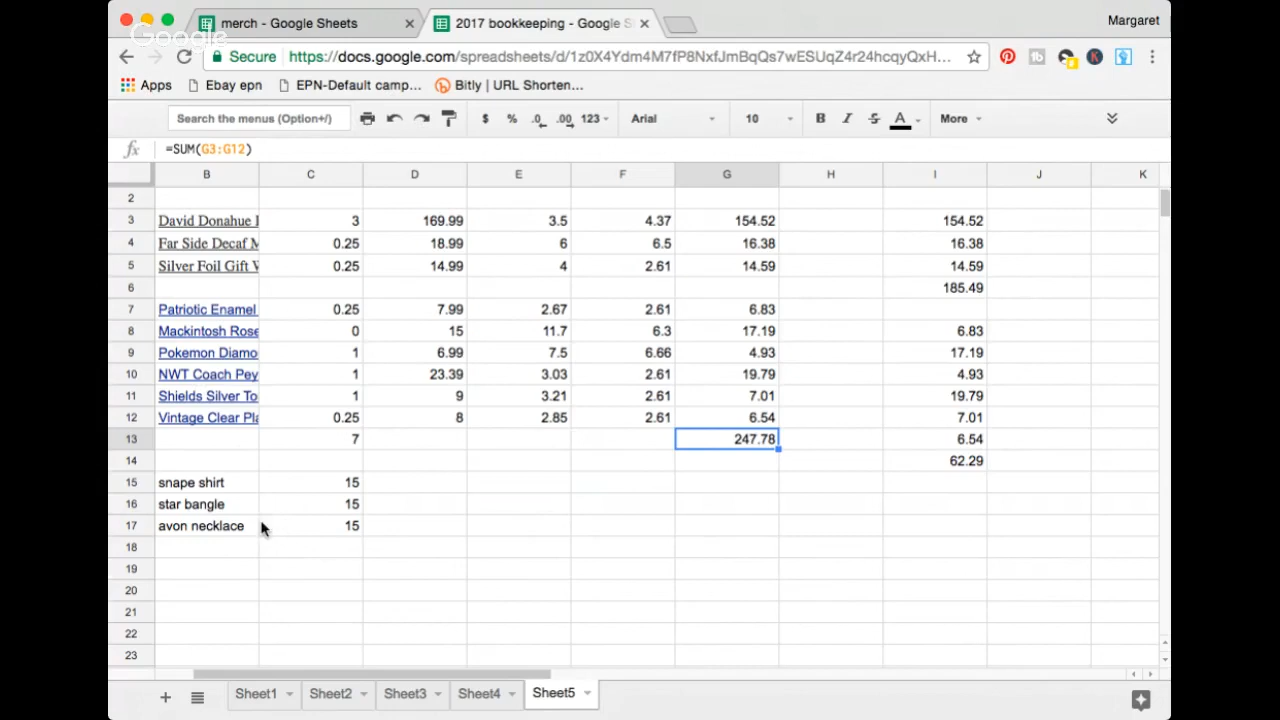 merch - Google Sheets
2017 bookkeeping - Google S
Margaret
Google
Secure https://docs.google.com/spreadsheets/d/1z0X4Ydm4M7fP8NxfJmBqQs7wESUqZ4r24hcqyQxH...
Apps Ebay epn EPN-Default camp... Bitly | URL Shorten...
Search the menus (Option+/) $ % .0 .00 123 Arial 10 B I S A More
fx =SUM(G3:G12)
B C D E F G H I J K
2
3 David Donahue 3 169.99 3.5 4.37 154.52 154.52
4 Far Side Decaf M 0.25 18.99 6 6.5 16.38 16.38
5 Silver Foil Gift 0.25 14.99 4 2.61 14.59 14.59
6 185.49
7 Patriotic Enamel 0.25 7.99 2.67 2.61 6.83
8 Mackintosh Rose 0 15 11.7 6.3 17.19 6.83
9 Pokemon Diamo 1 6.99 7.5 6.66 4.93 17.19
10 NWT Coach Pey 1 23.39 3.03 2.61 19.79 4.93
11 Shields Silver To 1 9 3.21 2.61 7.01 19.79
12 Vintage Clear Pla 0.25 8 2.85 2.61 6.54 7.01
13 7 247.78 6.54
14 62.29
15 snape shirt 15
16 star bangle 15
17 avon necklace 15
18
19
20
21
22
23
Sheet1 Sheet2 Sheet3 Sheet4 Sheet5